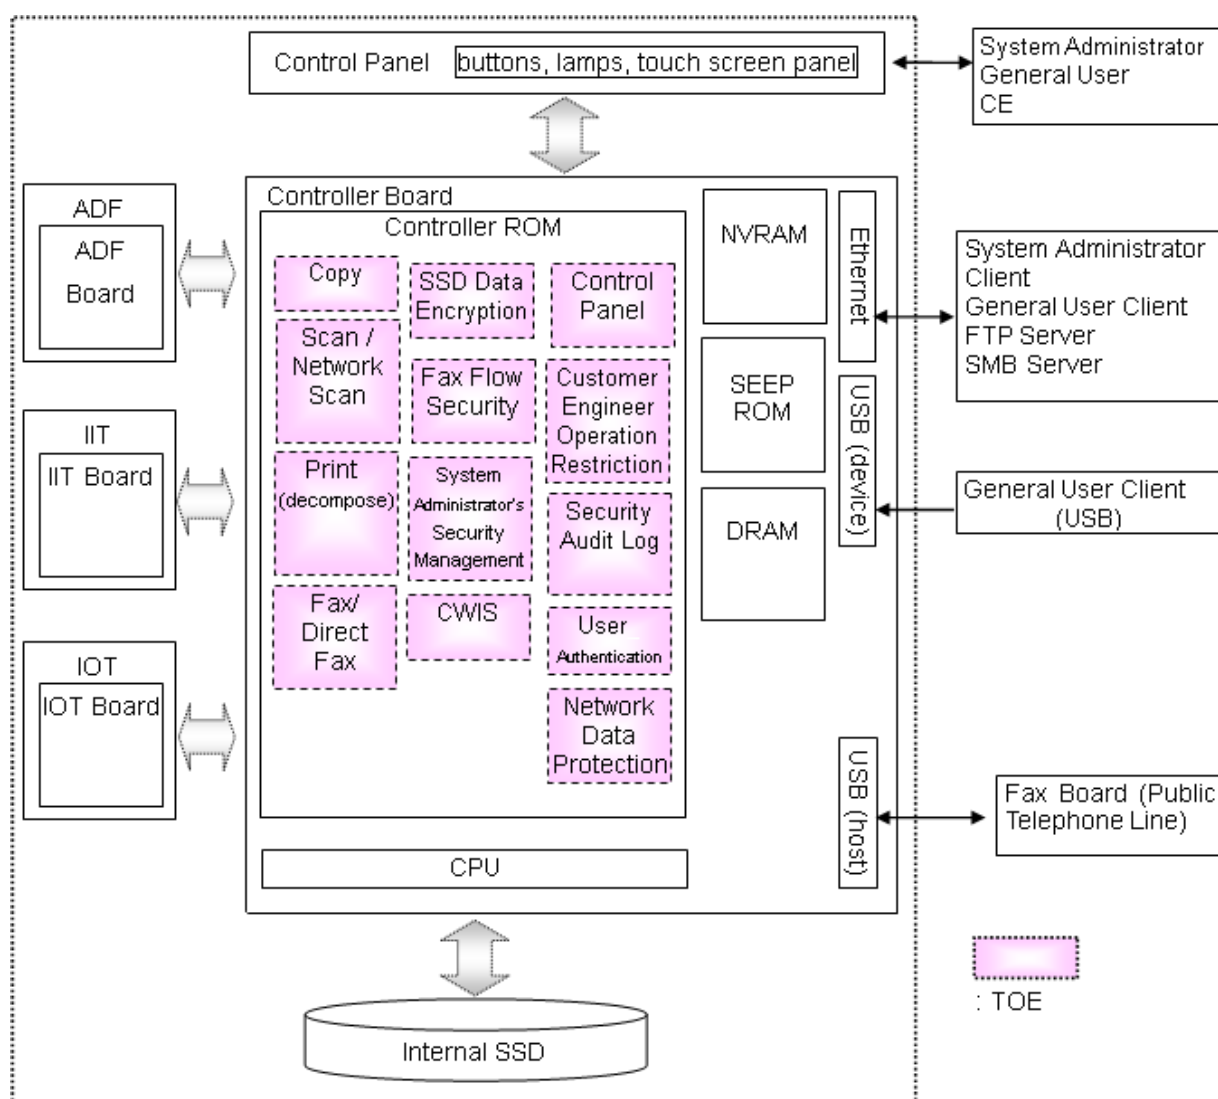 Control Panel buttons, lamps, touch screen panel
System Administrator
General User
CE
ADF
ADF
Board
IIT
IIT Board
IOT
IOT Board
Controller Board
Controller ROM
Copy
Scan /
Network
Scan
Print
(decompose)
Fax/
Direct
Fax
SSD Data
Encryption
Fax Flow
Security
System
Administrator's
Security
Management
CWIS
Control
Panel
Customer
Engineer
Operation
Restriction
Security
Audit Log
User
Authentication
Network
Data
Protection
CPU
NVRAM
SEEP
ROM
DRAM
Ethernet
USB (device)
USB (host)
System Administrator
Client
General User Client
FTP Server
SMB Server
General User Client
(USB)
Fax Board (Public
Telephone Line)
Internal SSD
: TOE